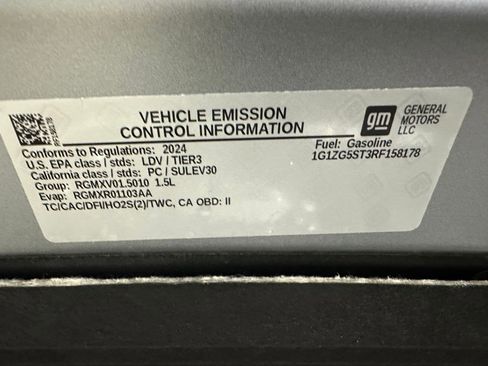 VEHICLE EMISSION
CONTROL INFORMATION
gm
GENERAL
MOTORS
LLC
Conforms to Regulations: 2024
U.S. EPA class / stds: LDV / TIER3
California class / stds: PC / SULEV30
Group: RGMXV01.5010 1.5L
Evap: RGMXR01103AA
TC/CAC/DFI/HO2S(2)/TWC, CA OBD: II
Fuel: Gasoline
1G1ZG5ST3RF158178